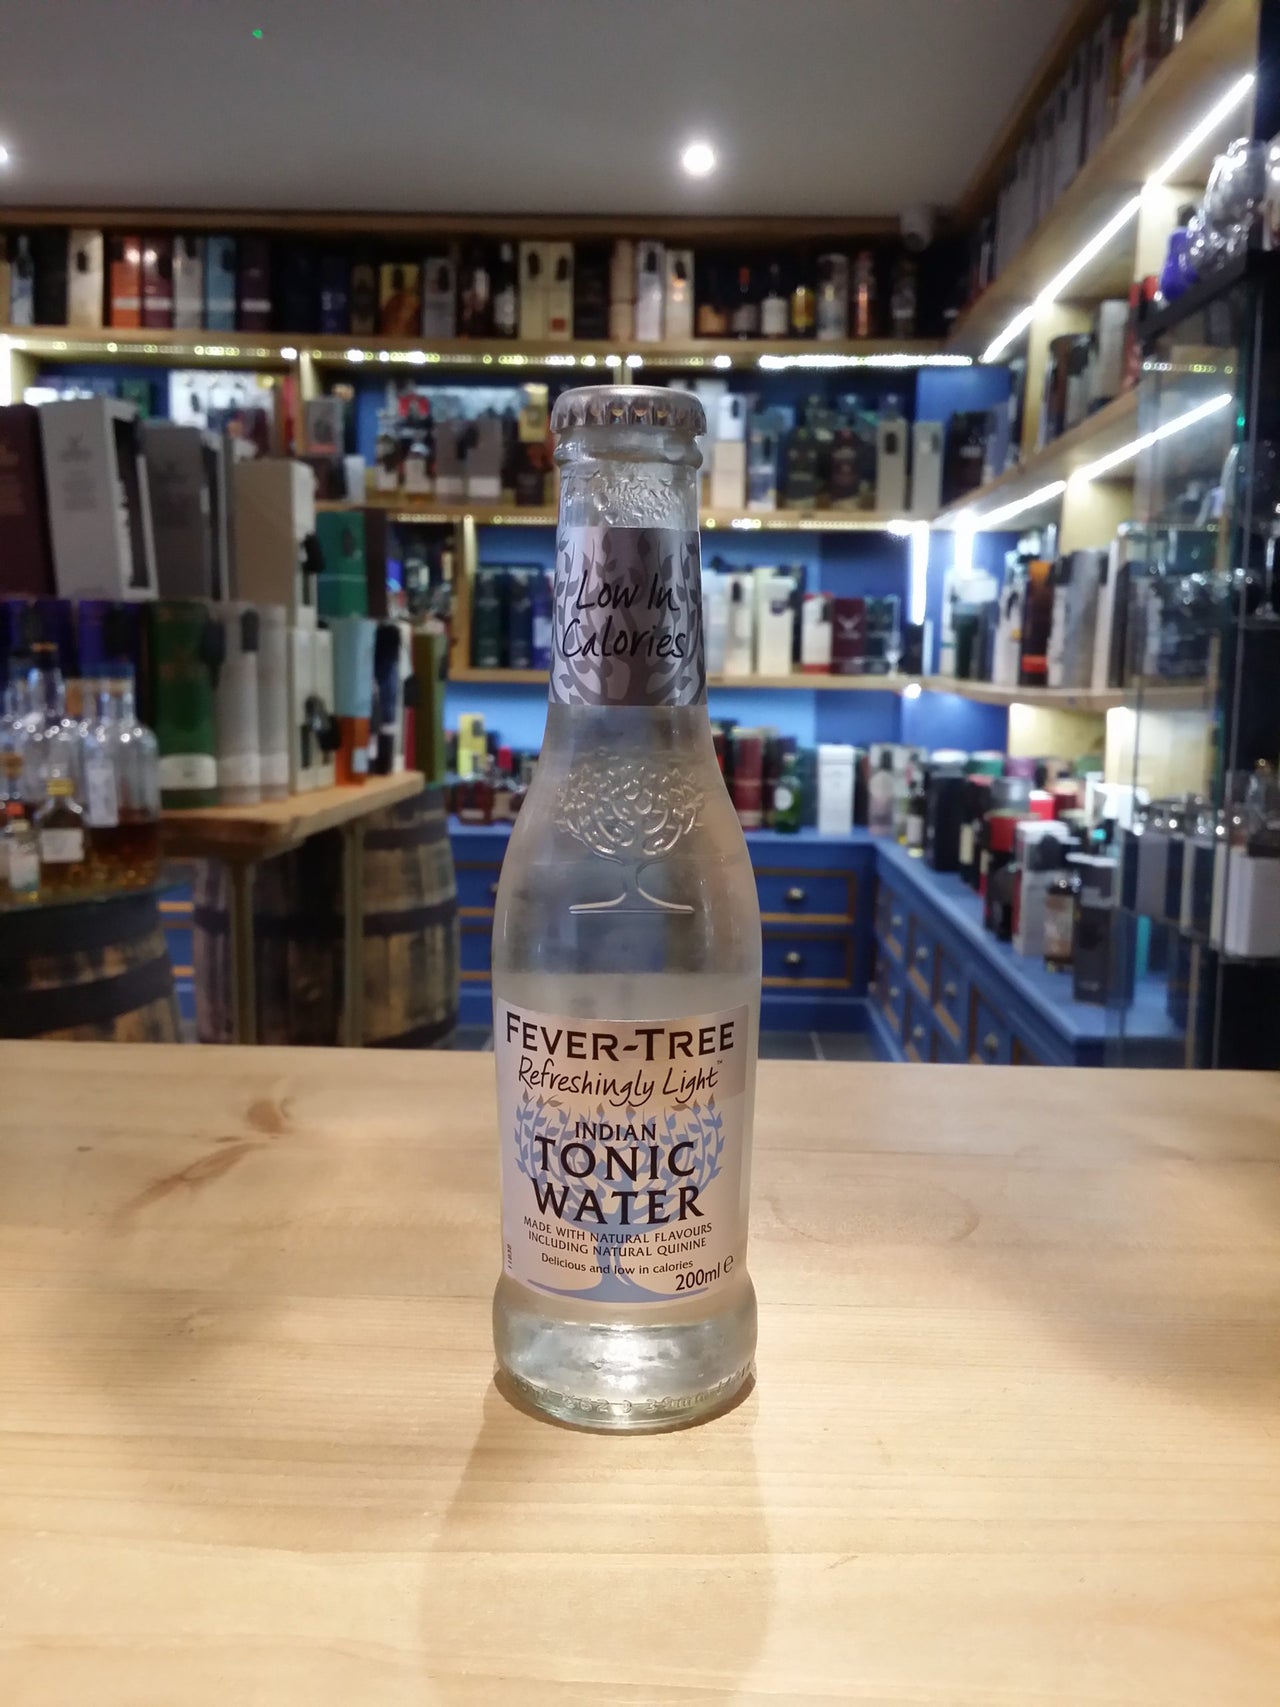 Low In
Calories
FEVER-TREE
Refreshingly Light™
INDIAN
TONIC
WATER
MADE WITH NATURAL FLAVOURS
INCLUDING NATURAL QUININE
Delicious and low in calories
200ml ℮